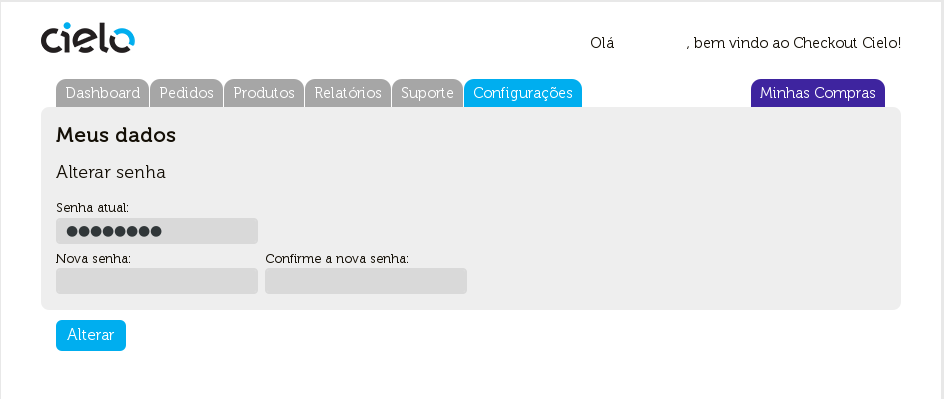 cielo
Olá , bem vindo ao Checkout Cielo!
Dashboard Pedidos Produtos Relatórios Suporte Configurações Minhas Compras
Meus dados
Alterar senha
Senha atual:
●●●●●●●●
Nova senha: Confirme a nova senha:
Alterar